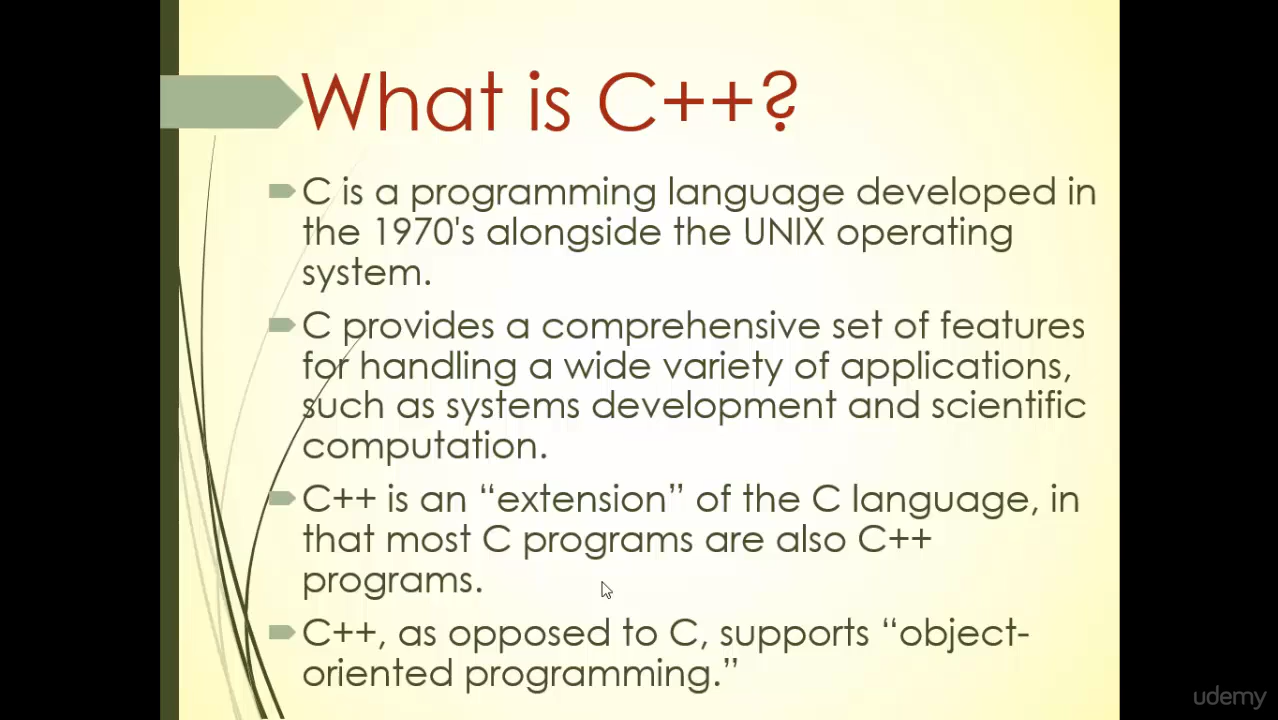 What is C++?
C is a programming language developed in
the 1970's alongside the UNIX operating
system.
C provides a comprehensive set of features
for handling a wide variety of applications,
such as systems development and scientific
computation.
C++ is an “extension” of the C language, in
that most C programs are also C++
programs.
C++, as opposed to C, supports “object-
oriented programming.”
udemy